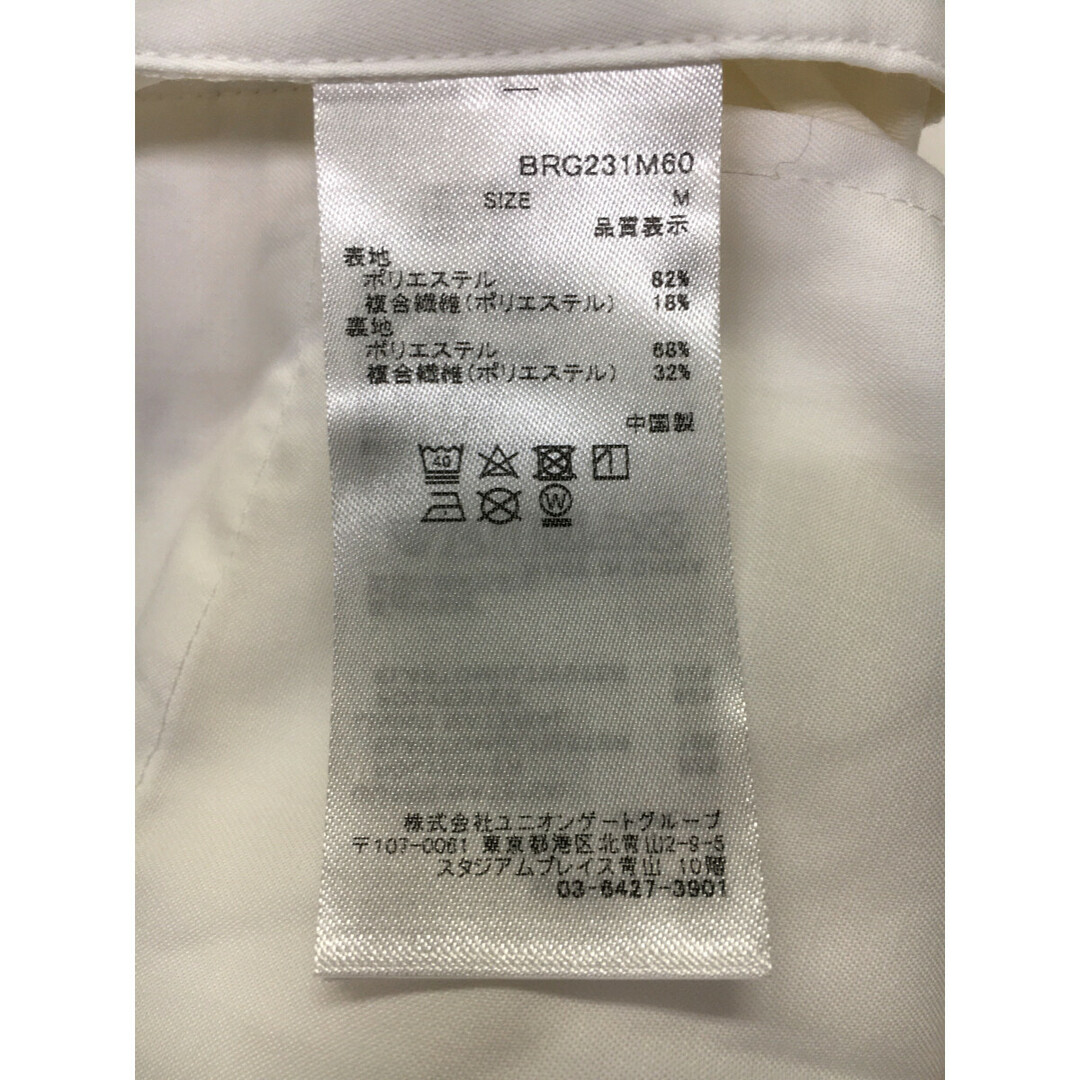 BRG231M60
SIZE M
品質表示
表地
ポリエステル 82%
複合繊維(ポリエステル) 18%
裏地
ポリエステル 68%
複合繊維(ポリエステル) 32%
中国製
40
W
株式会社ユニオンゲートグループ
〒107-0061 東京都港区北青山2-9-5
スタジアムプレイス青山 10階
03-6427-3901